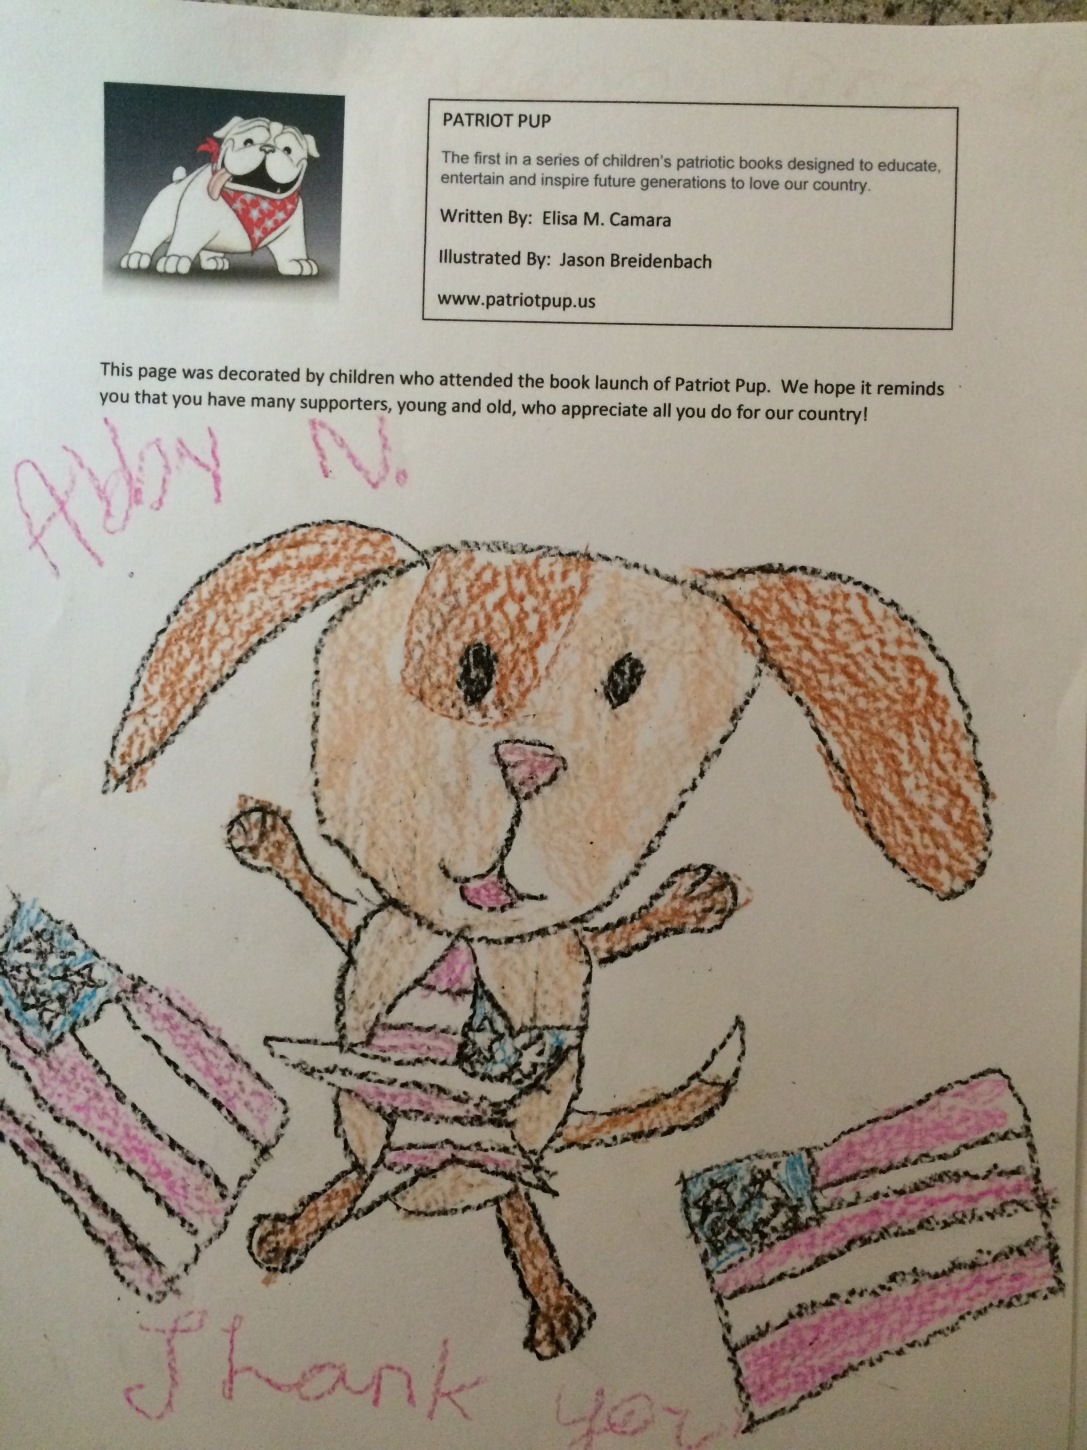 PATRIOT PUP
The first in a series of children's patriotic books designed to educate,
entertain and inspire future generations to love our country.
Written By: Elisa M. Camara
Illustrated By: Jason Breidenbach
www.patriotpup.us
This page was decorated by children who attended the book launch of Patriot Pup. We hope it reminds
you that you have many supporters, young and old, who appreciate all you do for our country!
Abby N.
Thank you